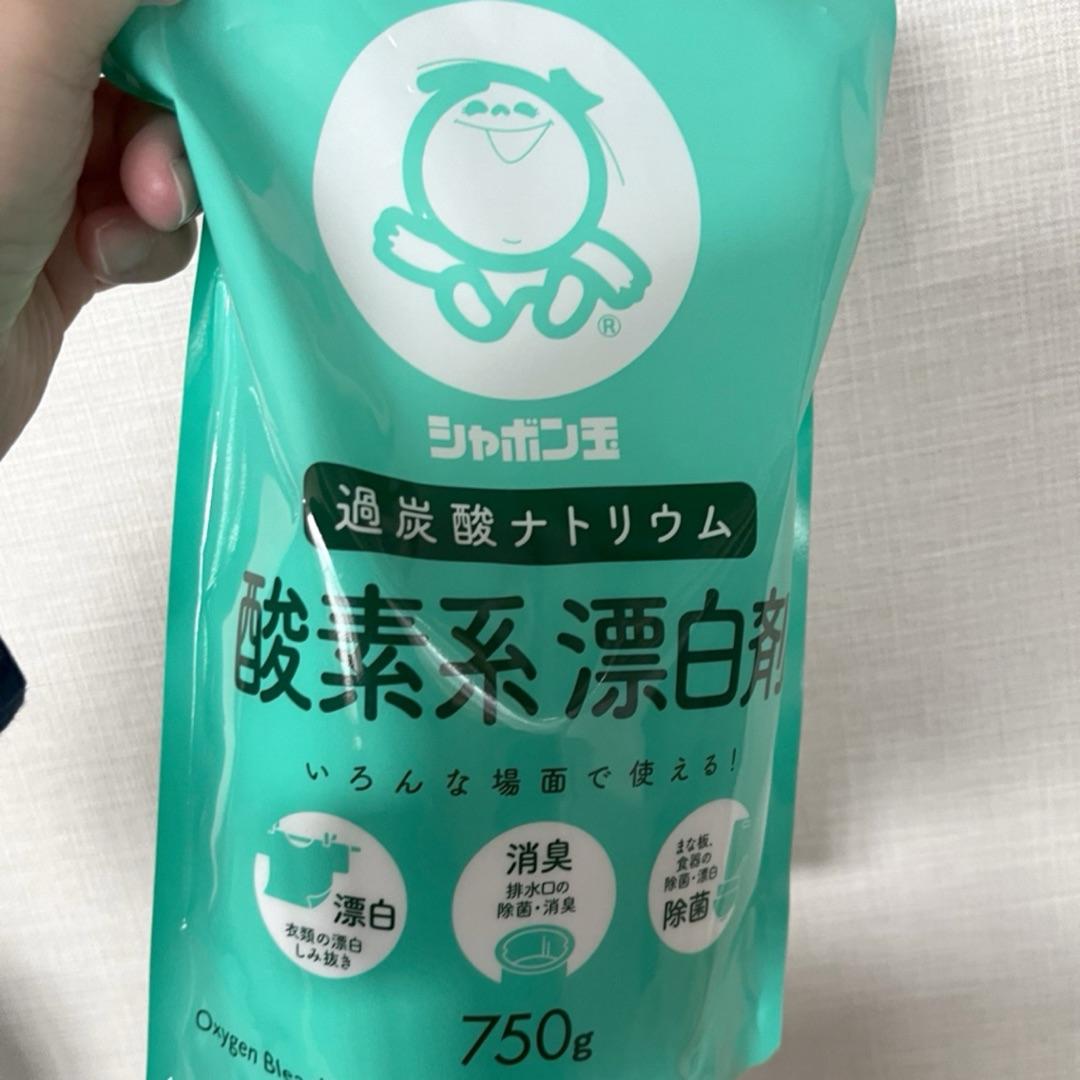 ®
シャボン玉
過炭酸ナトリウム
酸素系漂白剤
いろんな場面で使える!
漂白
衣類の漂白
しみ抜き
消臭
排水口の
除菌・消臭
まな板、
食器の
除菌・漂白
除菌
750g
Oxygen